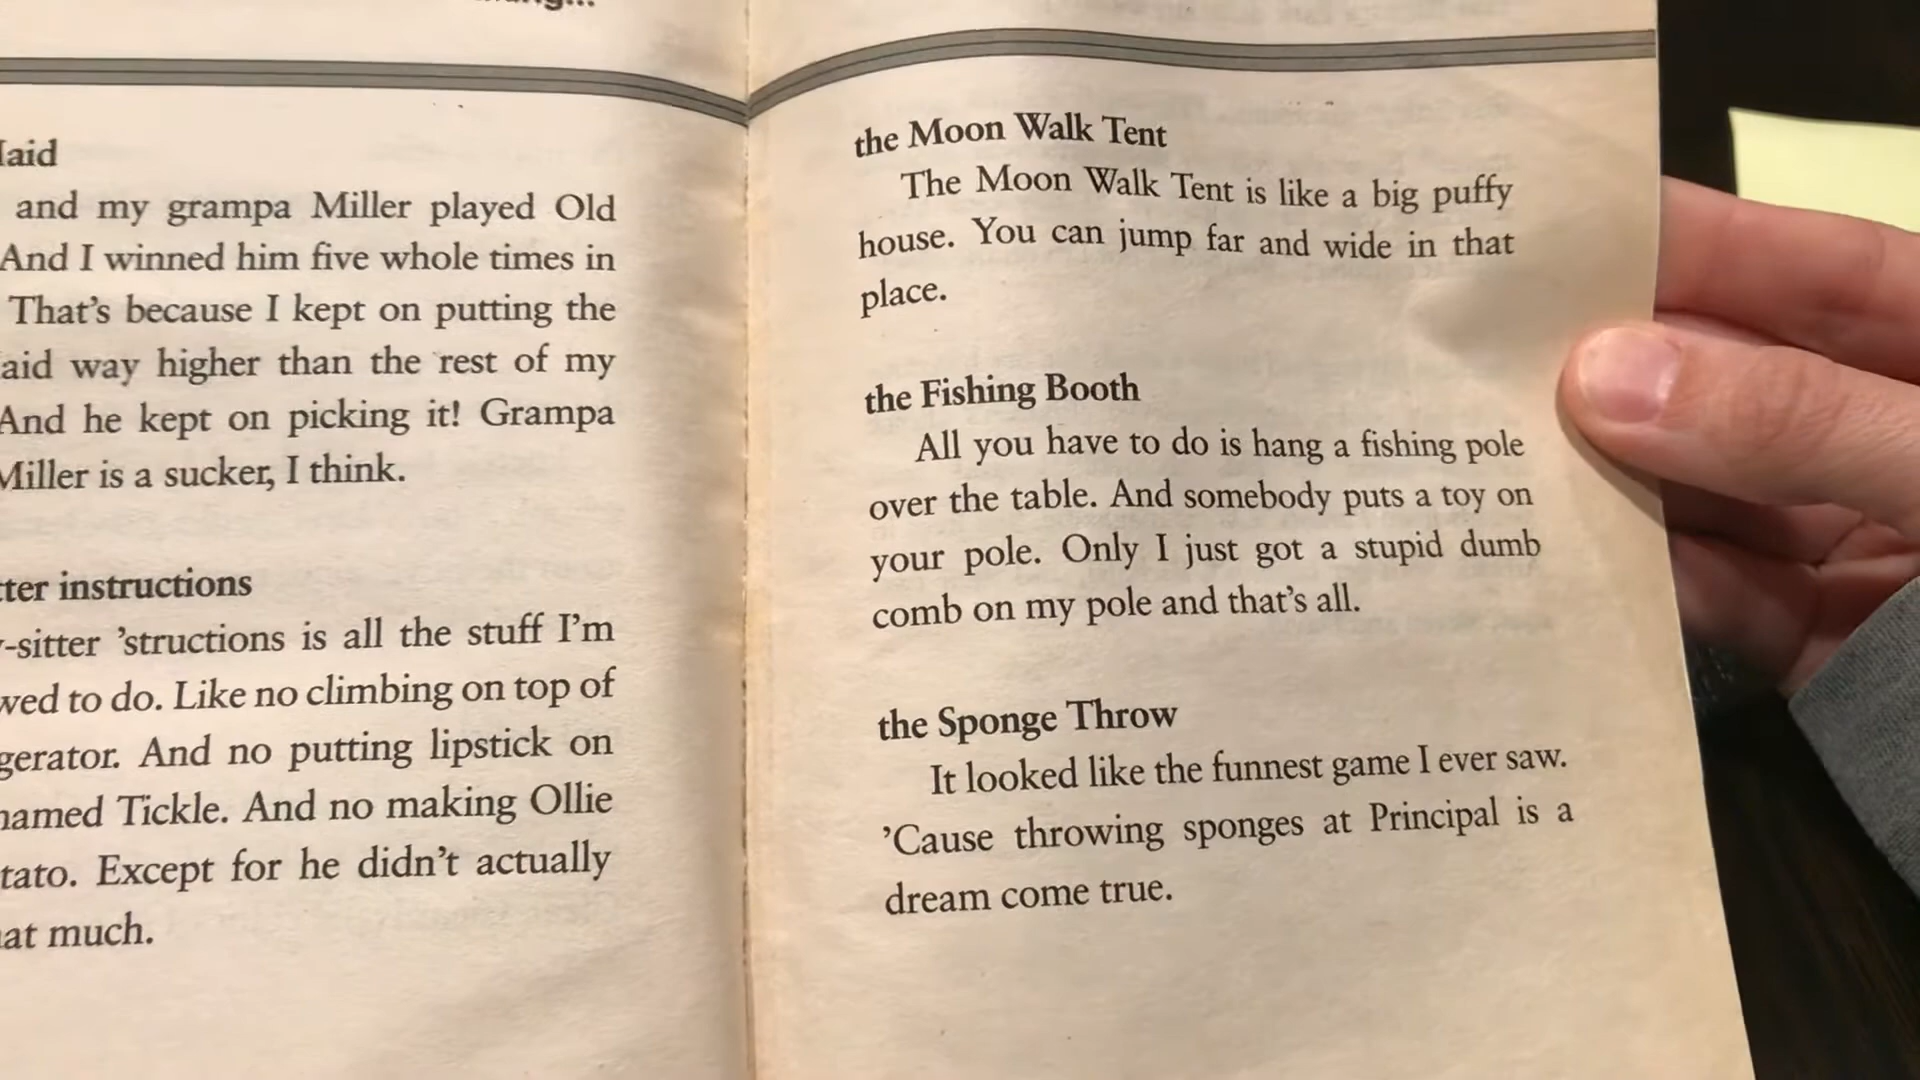 and my grampa Miller played Old
And I winned him five whole times in
That's because I kept on putting the
way higher than the rest of my
And he kept on picking it! Grampa
Miller is a sucker, I think.
instructions
-sitter 'structions is all the stuff I'm
to do. Like no climbing on top of
And no putting lipstick on
named Tickle. And no making Ollie
Except for he didn't actually
much.
the Moon Walk Tent
The Moon Walk Tent is like a big puffy
house. You can jump far and wide in that
place.
the Fishing Booth
All you have to do is hang a fishing pole
over the table. And somebody puts a toy on
your pole. Only I just got a stupid dumb
comb on my pole and that's all.
the Sponge Throw
It looked like the funnest game I ever saw.
'Cause throwing sponges at Principal is a
dream come true.